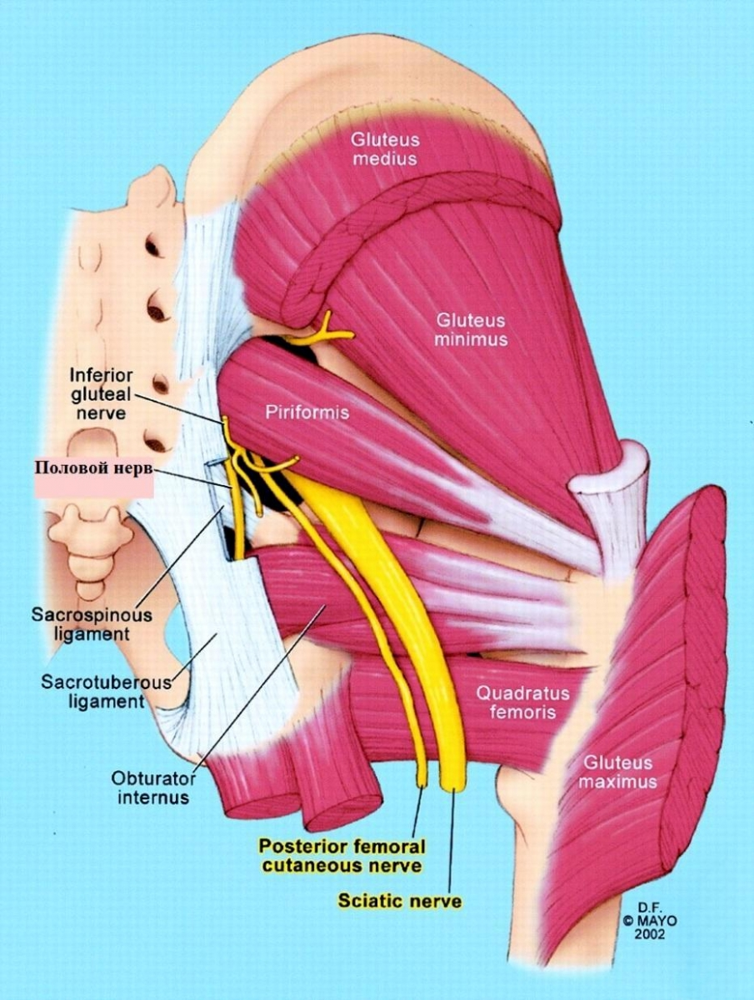 Gluteus
medius
Gluteus
minimus
Inferior
gluteal
nerve
Piriformis
Половой нерв
Sacrospinous
ligament
Sacrotuberous
ligament
Quadratus
femoris
Gluteus
maximus
Obturator
internus
Posterior femoral
cutaneous nerve
Sciatic nerve
D.F.
© MAYO
2002